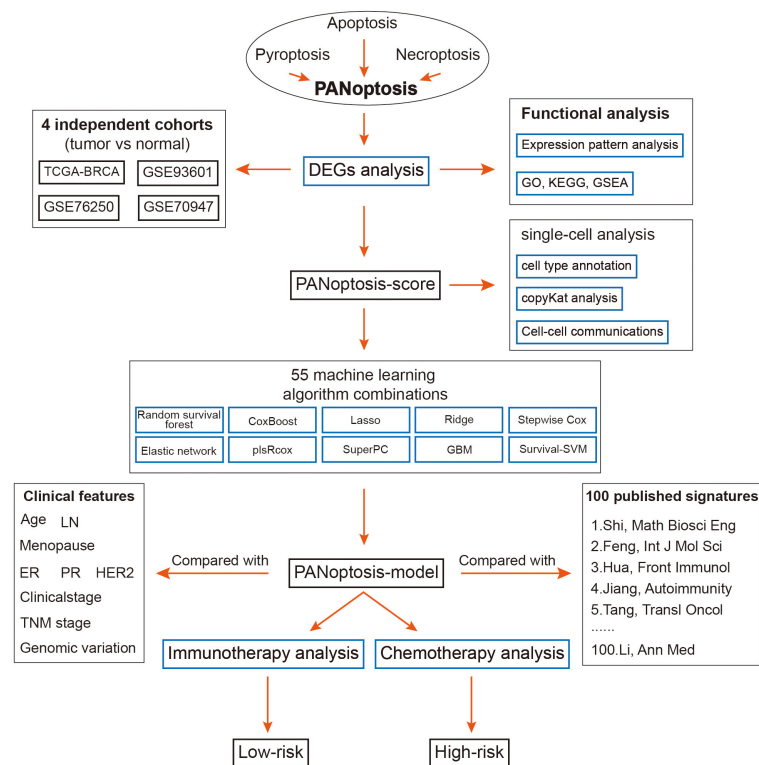 Apoptosis
Pyroptosis
Necroptosis
PANoptosis
4 independent cohorts
(tumor vs normal)
TCGA-BRCA
GSE93601
GSE76250
GSE70947
DEGs analysis
Functional analysis
Expression pattern analysis
GO, KEGG, GSEA
PANoptosis-score
single-cell analysis
cell type annotation
copyKat analysis
Cell-cell communications
55 machine learning
algorithm combinations
Random survival
forest
CoxBoost
Lasso
Ridge
Stepwise Cox
Elastic network
plsRcox
SuperPC
GBM
Survival-SVM
Clinical features
Age
LN
Menopause
ER
PR
HER2
Clinicalstage
TNM stage
Genomic variation
Compared with
PANoptosis-model
Compared with
100 published signatures
1.Shi, Math Biosci Eng
2.Feng, Int J Mol Sci
3.Hua, Front Immunol
4.Jiang, Autoimmunity
5.Tang, Transl Oncol
......
100.Li, Ann Med
Immunotherapy analysis
Chemotherapy analysis
Low-risk
High-risk